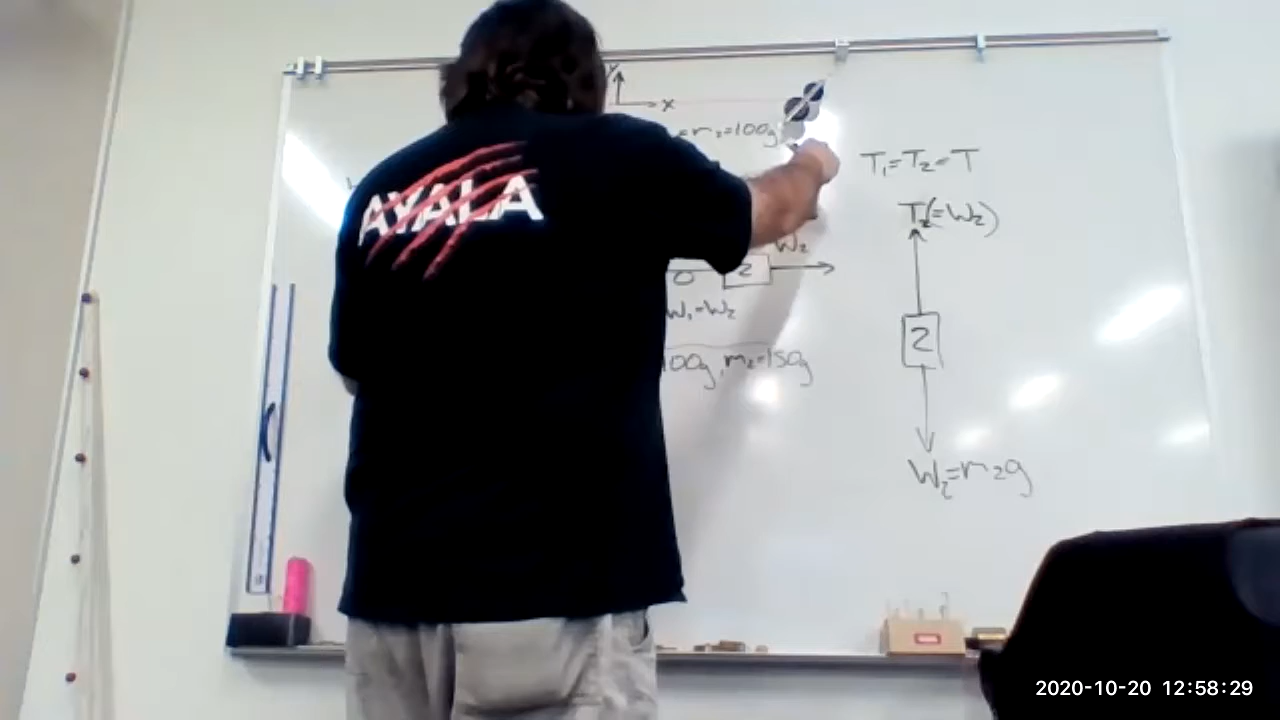 Y
x
m₂=100g
T₁=T₂=T
AYALA
T₂(=W₂)
W₂
2
W₁=W₂
2
100g, m₂=150g
W₂=m₂g
2020-10-20 12:58:29